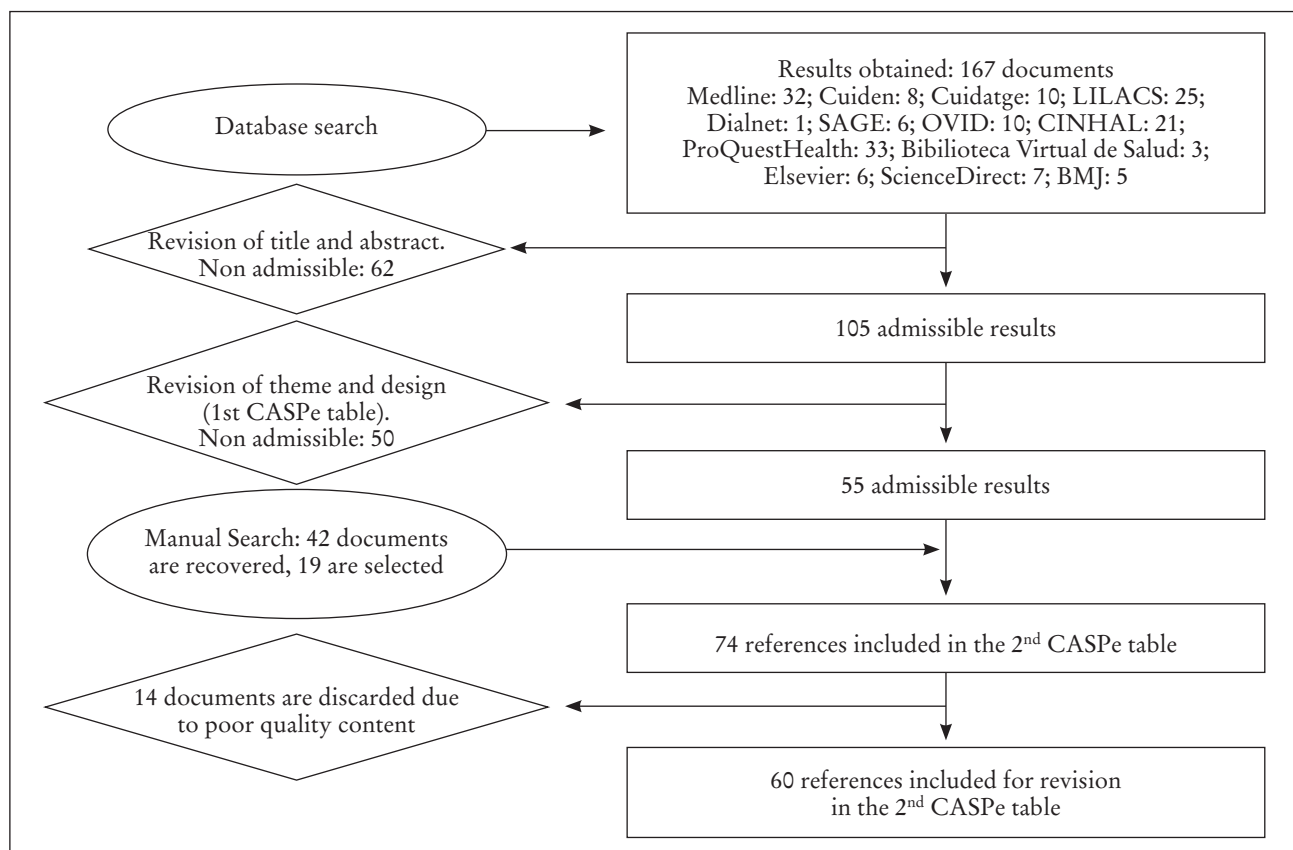 Database search
Results obtained: 167 documents
Medline: 32; Cuiden: 8; Cuidatge: 10; LILACS: 25;
Dialnet: 1; SAGE: 6; OVID: 10; CINHAL: 21;
ProQuestHealth: 33; Bibilioteca Virtual de Salud: 3;
Elsevier: 6; ScienceDirect: 7; BMJ: 5
Revision of title and abstract.
Non admissible: 62
105 admissible results
Revision of theme and design
(1st CASPe table).
Non admissible: 50
55 admissible results
Manual Search: 42 documents
are recovered, 19 are selected
74 references included in the 2nd CASPe table
14 documents are discarded due
to poor quality content
60 references included for revision
in the 2nd CASPe table